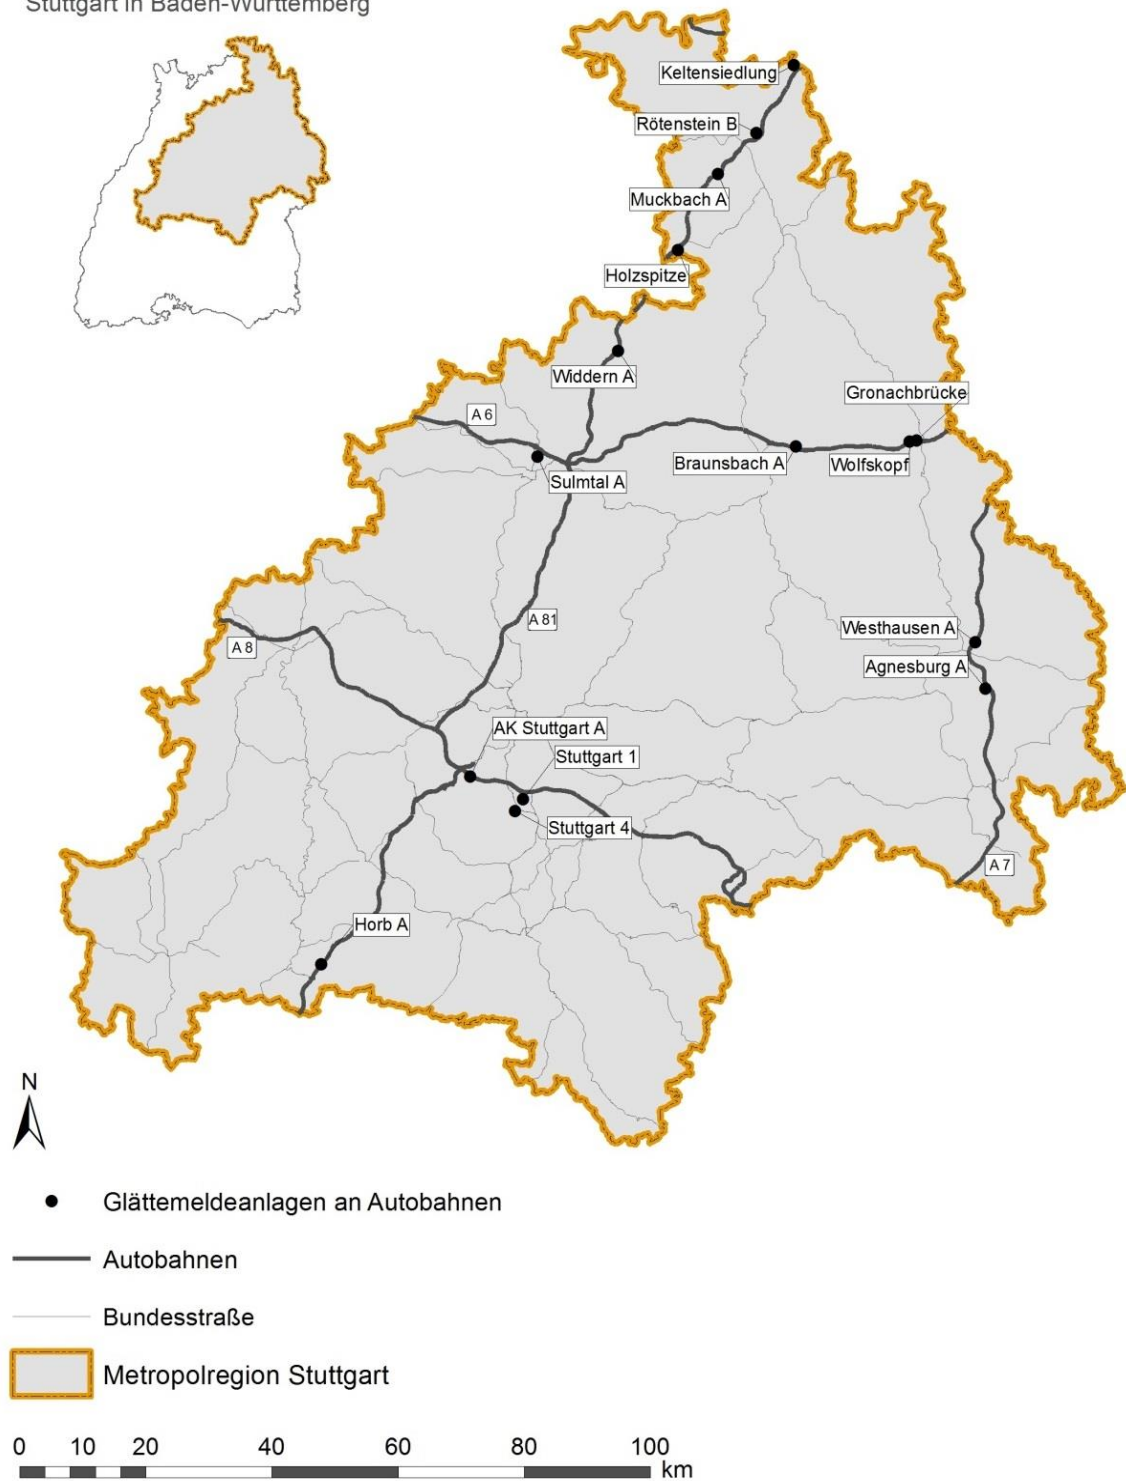 Stuttgart in Baden-Württemberg
Keltensiedlung
Rötenstein B
Muckbach A
Holzspitze
Widdern A
Gronachbrücke
A 6
Braunsbach A
Wolfskopf
Sulmtal A
A 81
A 8
Westhausen A
Agnesburg A
AK Stuttgart A
Stuttgart 1
Stuttgart 4
A 7
Horb A
N
Glättemeldeanlagen an Autobahnen
Autobahnen
Bundesstraße
Metropolregion Stuttgart
0 10 20 40 60 80 100
km